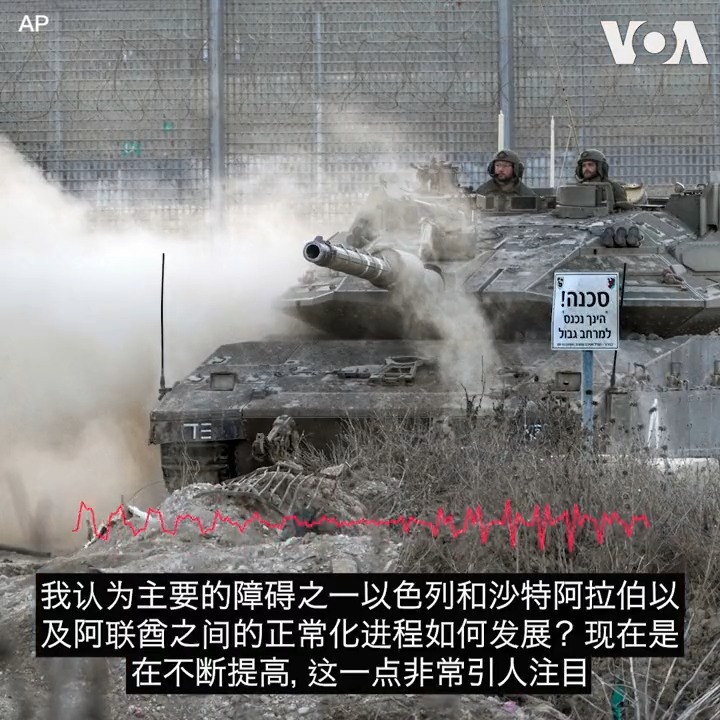 AP
VOA
סכנה!
הינך נכנס
למרחב גבול
我认为主要的障碍之一以色列和沙特阿拉伯以
及阿联酋之间的正常化进程如何发展？现在是
在不断提高, 这一点非常引人注目